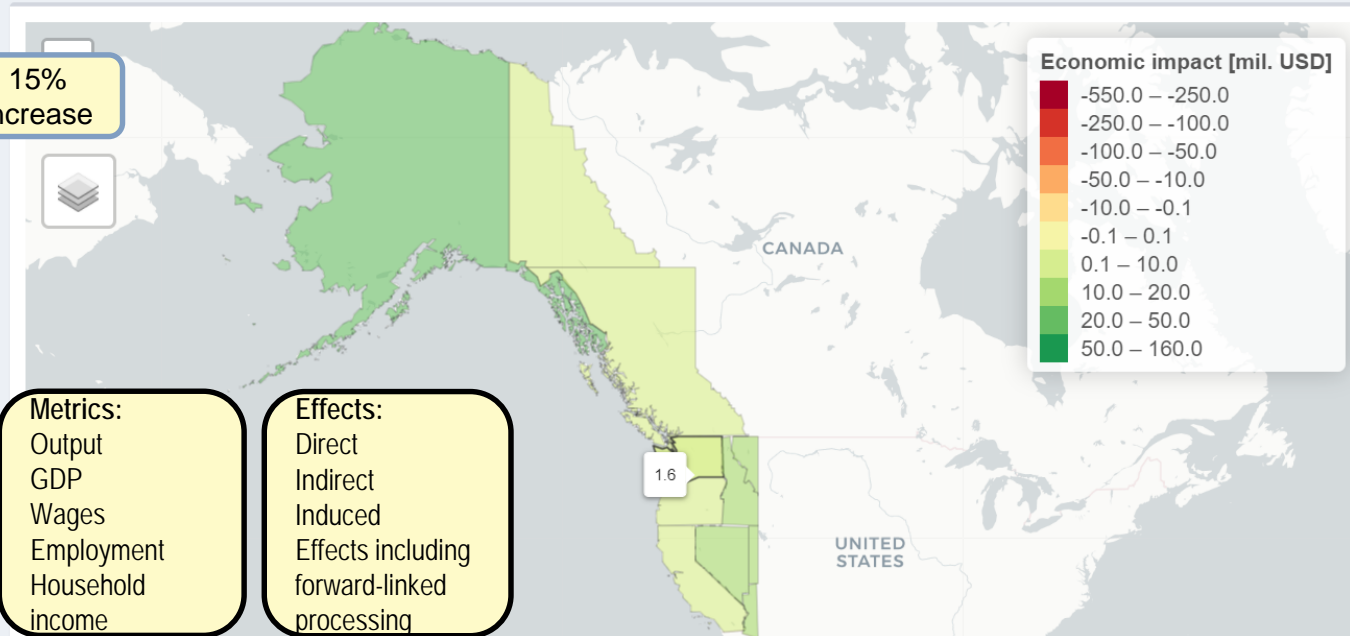 15%
ncrease
Economic impact [mil. USD]
-550.0 – -250.0
-250.0 – -100.0
-100.0 – -50.0
-50.0 – -10.0
-10.0 – -0.1
-0.1 – 0.1
0.1 – 10.0
10.0 – 20.0
20.0 – 50.0
50.0 – 160.0
CANADA
Metrics:
Output
GDP
Wages
Employment
Household
income
Effects:
Direct
Indirect
Induced
Effects including
forward-linked
processing
1.6
UNITED
STATES